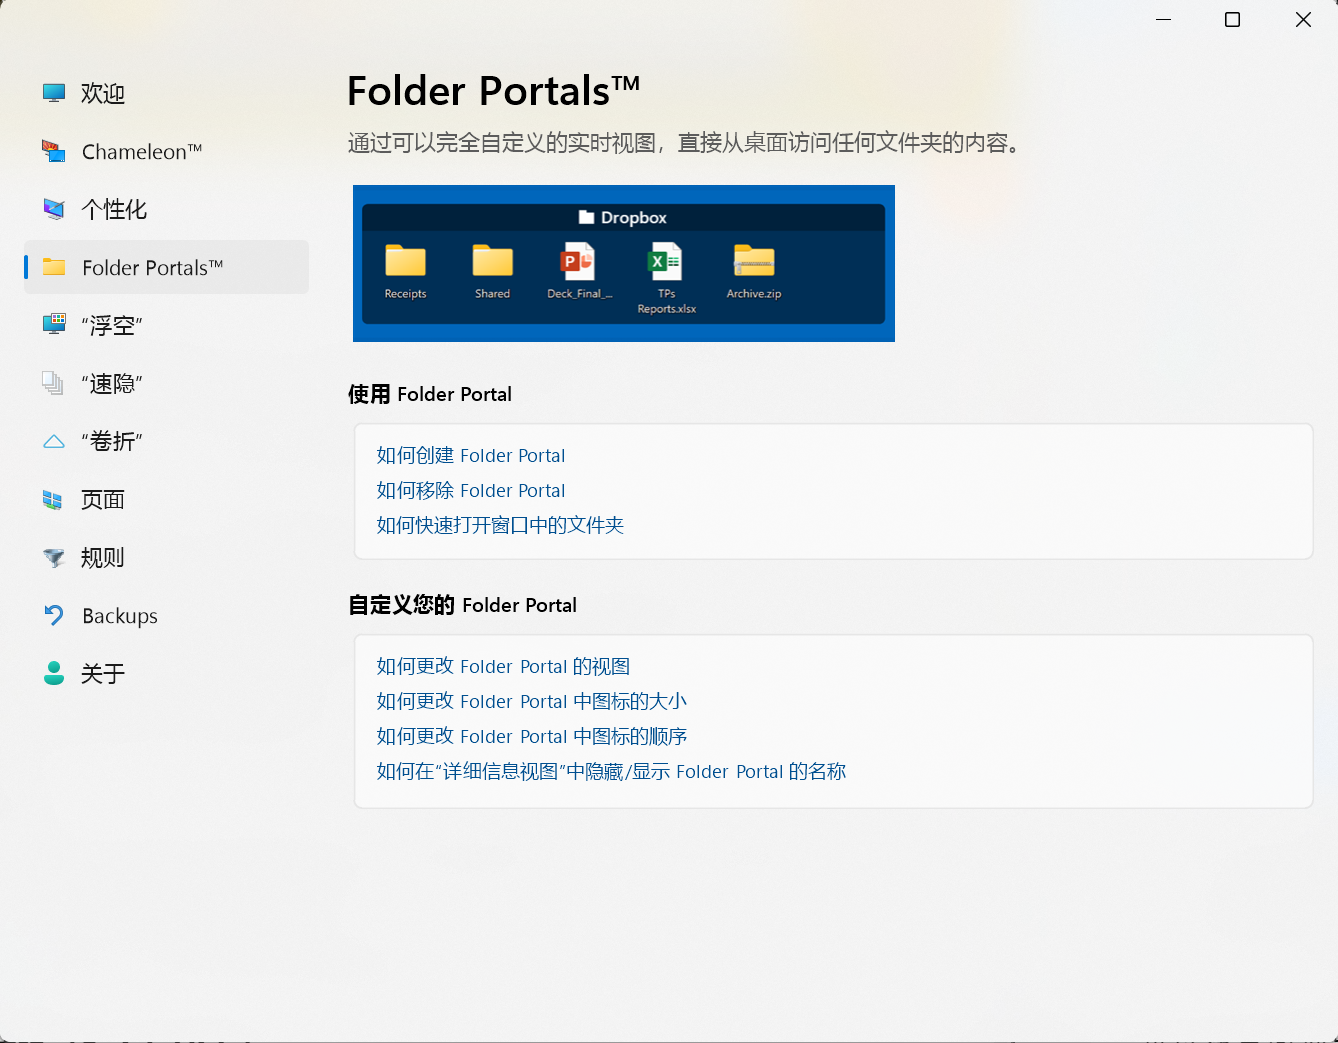 欢迎
Chameleon™
个性化
Folder Portals™
“浮空”
“速隐”
“卷折”
页面
规则
Backups
关于
Folder Portals™
通过可以完全自定义的实时视图，直接从桌面访问任何文件夹的内容。
Dropbox
Receipts
Shared
Deck_Final_...
TPs
Reports.xlsx
Archive.zip
使用 Folder Portal
如何创建 Folder Portal
如何移除 Folder Portal
如何快速打开窗口中的文件夹
自定义您的 Folder Portal
如何更改 Folder Portal 的视图
如何更改 Folder Portal 中图标的大小
如何更改 Folder Portal 中图标的顺序
如何在“详细信息视图”中隐藏/显示 Folder Portal 的名称